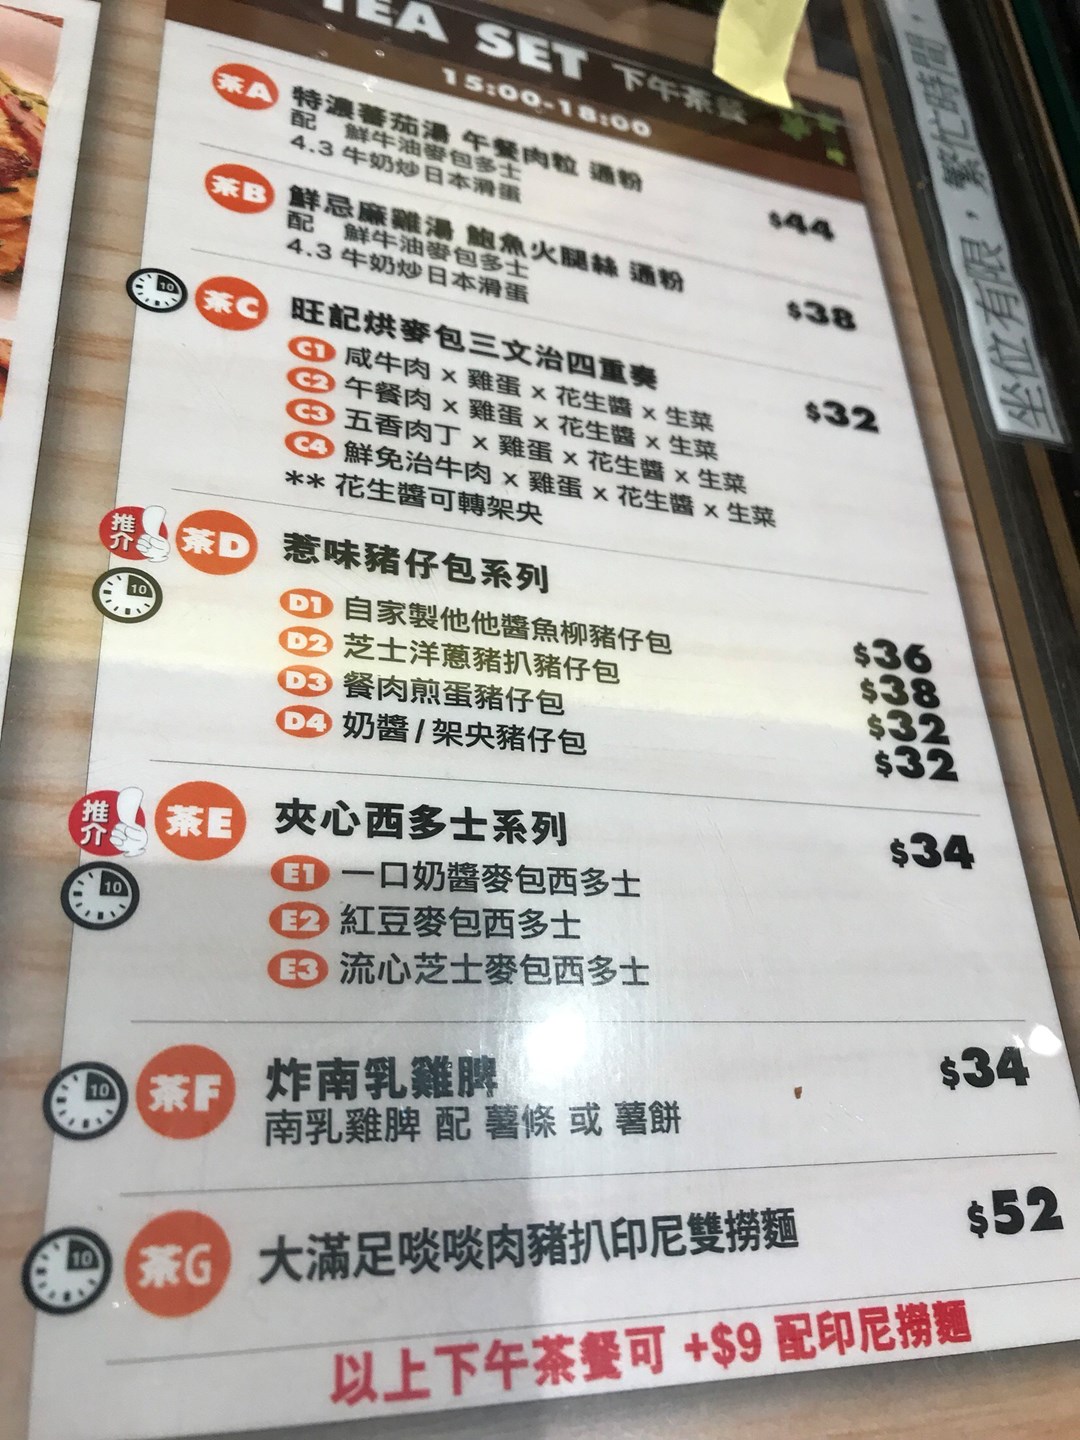 TEA SET 下午茶餐
15:00-18:00
茶A 特濃蕃茄湯 午餐肉粒 通粉
配 鮮牛油麥包多士
4.3 牛奶炒日本滑蛋
$44
茶B 鮮忌廉雞湯 鮑魚火腿絲 通粉
配 鮮牛油麥包多士
4.3 牛奶炒日本滑蛋
$38
10 茶C 旺記烘麥包三文治四重奏
$32
C1 咸牛肉 x 雞蛋 x 花生醬 x 生菜
C2 午餐肉 x 雞蛋 x 花生醬 x 生菜
C3 五香肉丁 x 雞蛋 x 花生醬 x 生菜
C4 鮮免治牛肉 x 雞蛋 x 花生醬 x 生菜
** 花生醬可轉架央
推介 茶D 惹味豬仔包系列
10
D1 自家製他他醬魚柳豬仔包 $36
D2 芝士洋蔥豬扒豬仔包 $38
D3 餐肉煎蛋豬仔包 $32
D4 奶醬/架央豬仔包 $32
推介 茶E 夾心西多士系列 $34
10
E1 一口奶醬麥包西多士
E2 紅豆麥包西多士
E3 流心芝士麥包西多士
10 茶F 炸南乳雞脾 $34
南乳雞脾 配 薯條 或 薯餅
10 茶G 大滿足啖啖肉豬扒印尼雙撈麵 $52
以上下午茶餐可 +$9 配印尼撈麵
坐位有限，繁忙時間，